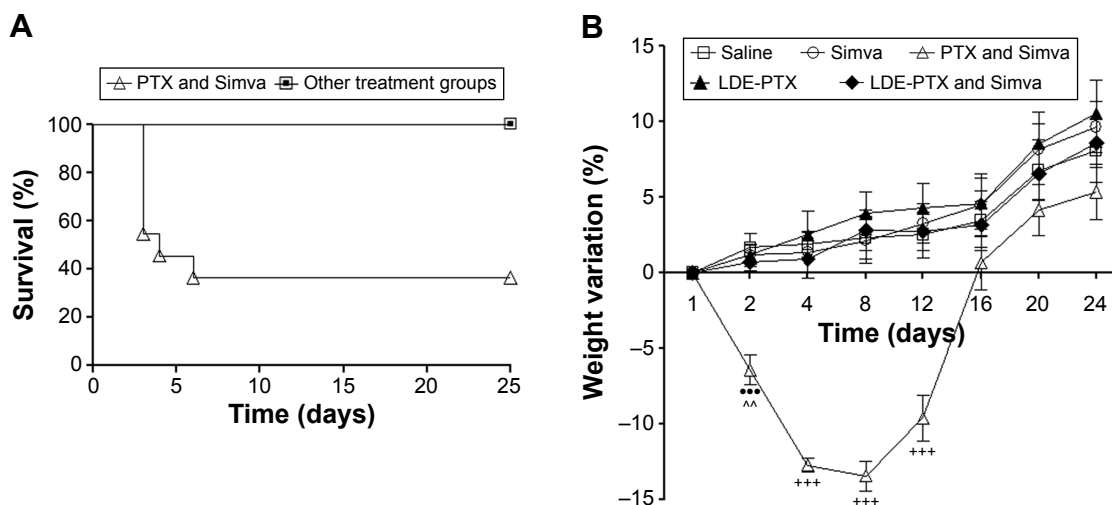 A
PTX and Simva Other treatment groups
100
80
60
40
20
0
0 5 10 15 20 25
Survival (%)
Time (days)
B
Saline Simva PTX and Simva
LDE-PTX LDE-PTX and Simva
15
10
5
0
–5
–10
–15
1 2 4 8 12 16 20 24
Weight variation (%)
Time (days)
•••
^^
+++
+++
+++